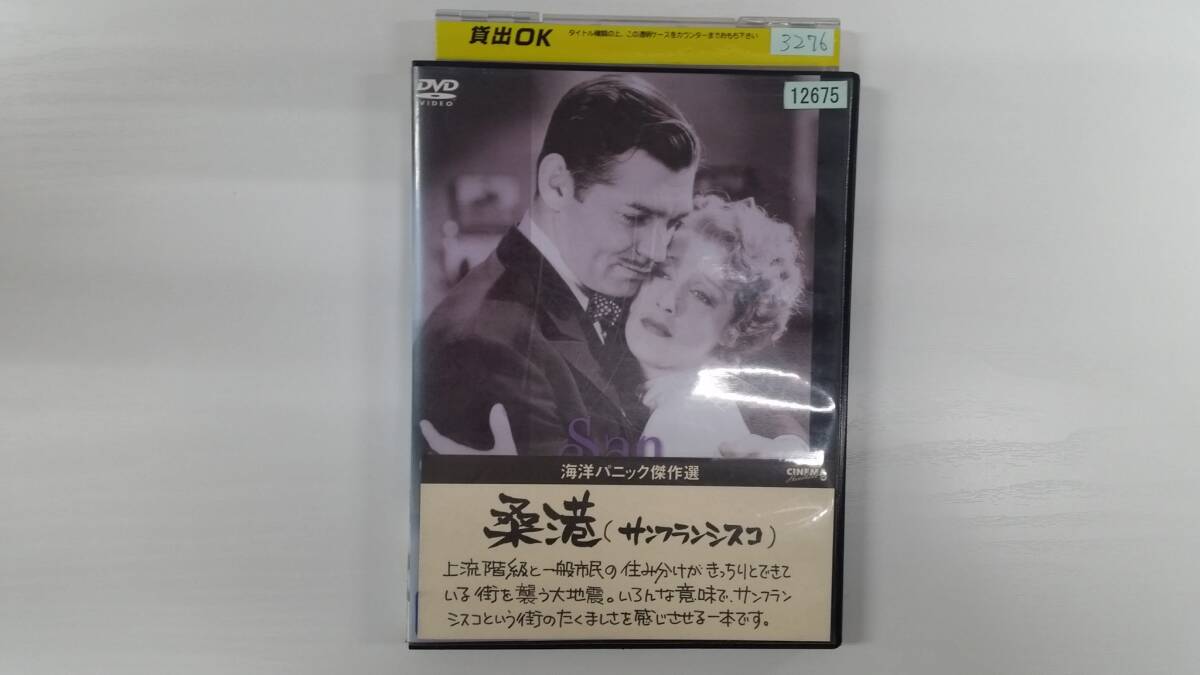 貸出OK
タイトル確認の上、この透明ケースをカウンターまでおもち下さい
3276
DVD
VIDEO
12675
San
海洋パニック傑作選
CINEMA
桑港(サンフランシスコ)
上流階級と一般市民の住み分けがきっちりとできて
いる街を襲う大地震。いろんな意味で、サンフラン
シスコという街のたくましさを感じさせる一本です。